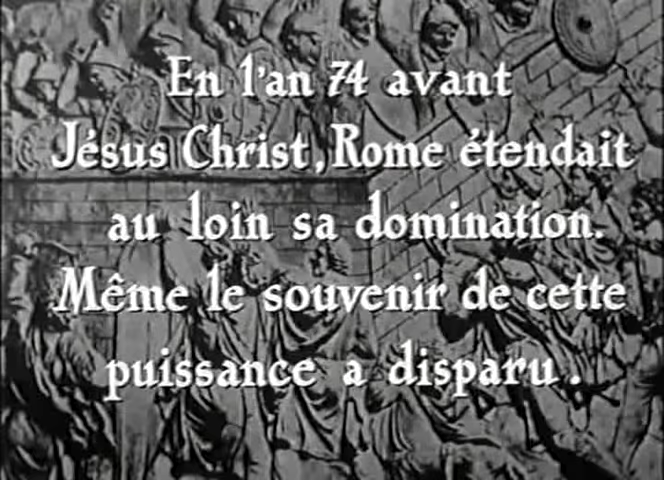 En l'an 74 avant
Jésus Christ, Rome étendait
au loin sa domination.
Même le souvenir de cette
puissance a disparu.